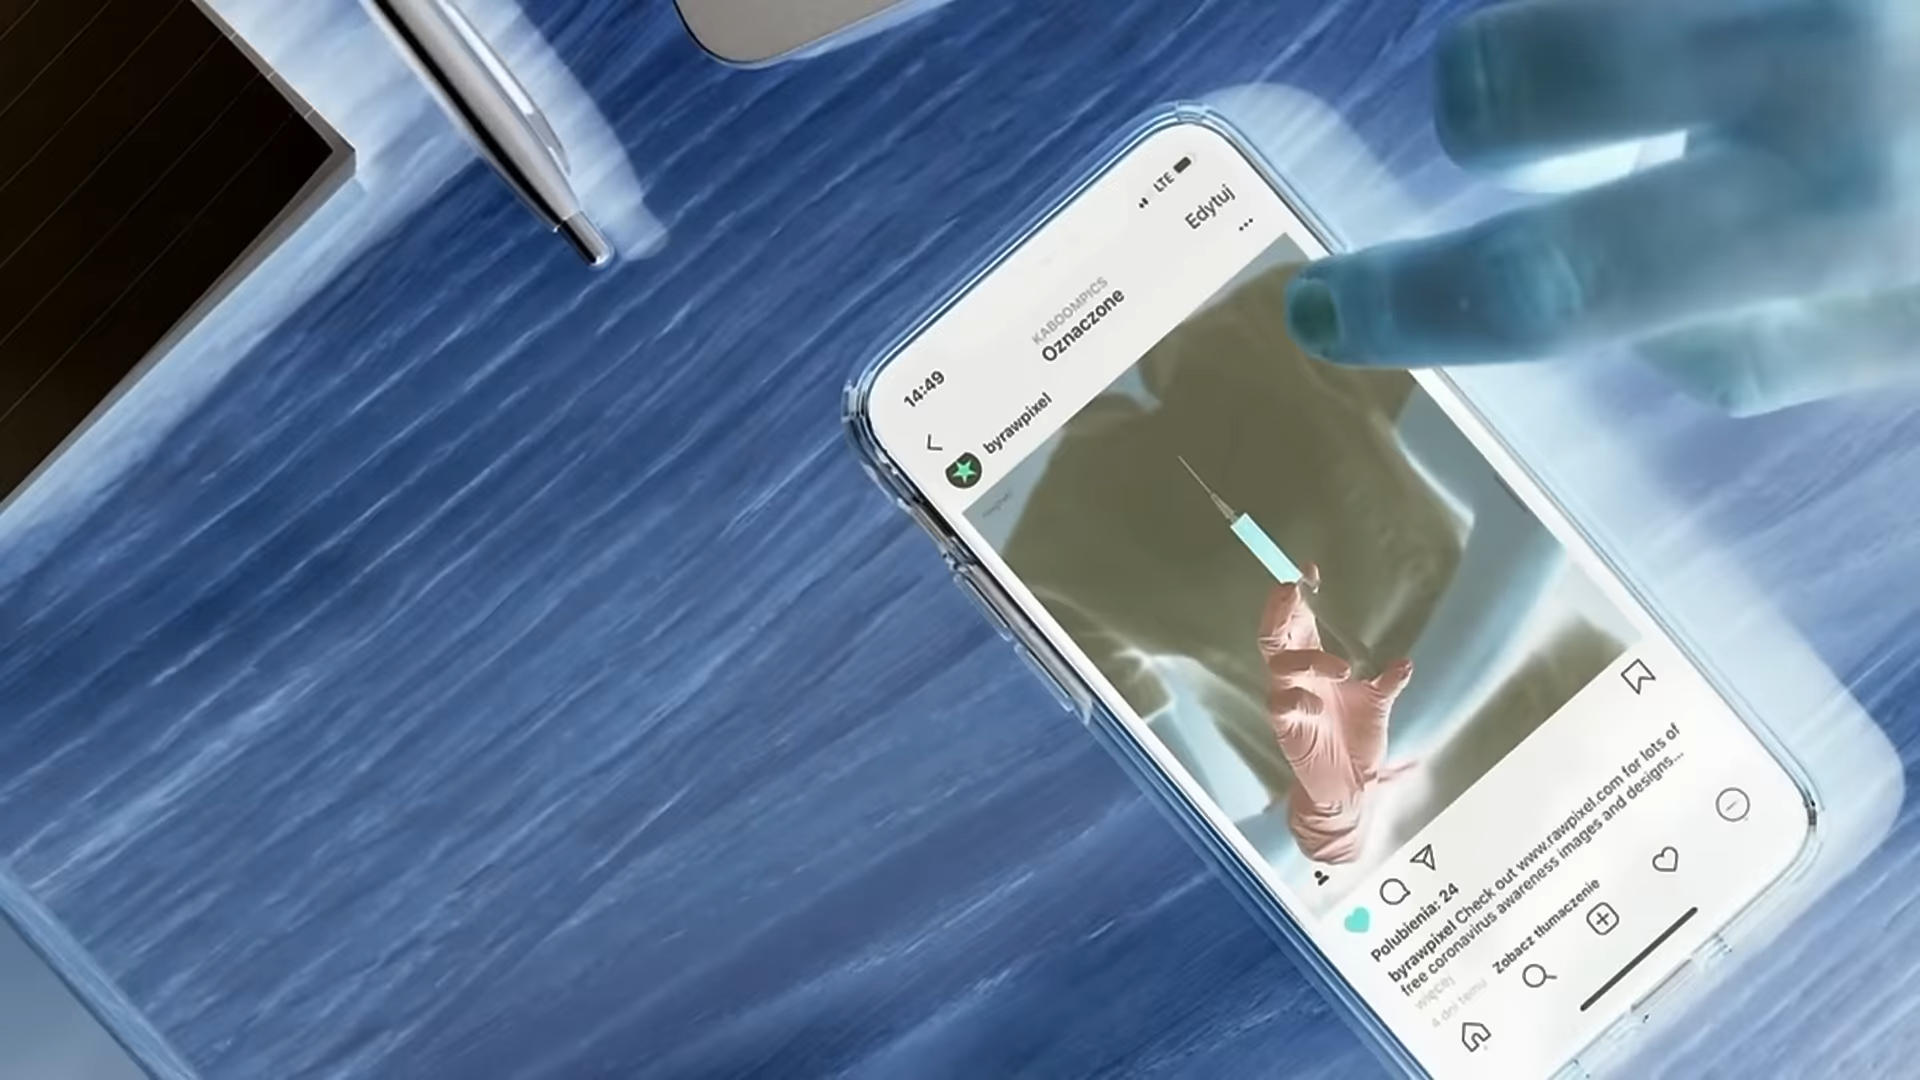 14:49
LTE
KABOOMPICS
Oznaczone
Edytuj
byrawpixel
Polubienia: 24
byrawpixel Check out www.rawpixel.com for lots of
free coronavirus awareness images and designs...
więcej
Zobacz tłumaczenie
4 dni temu